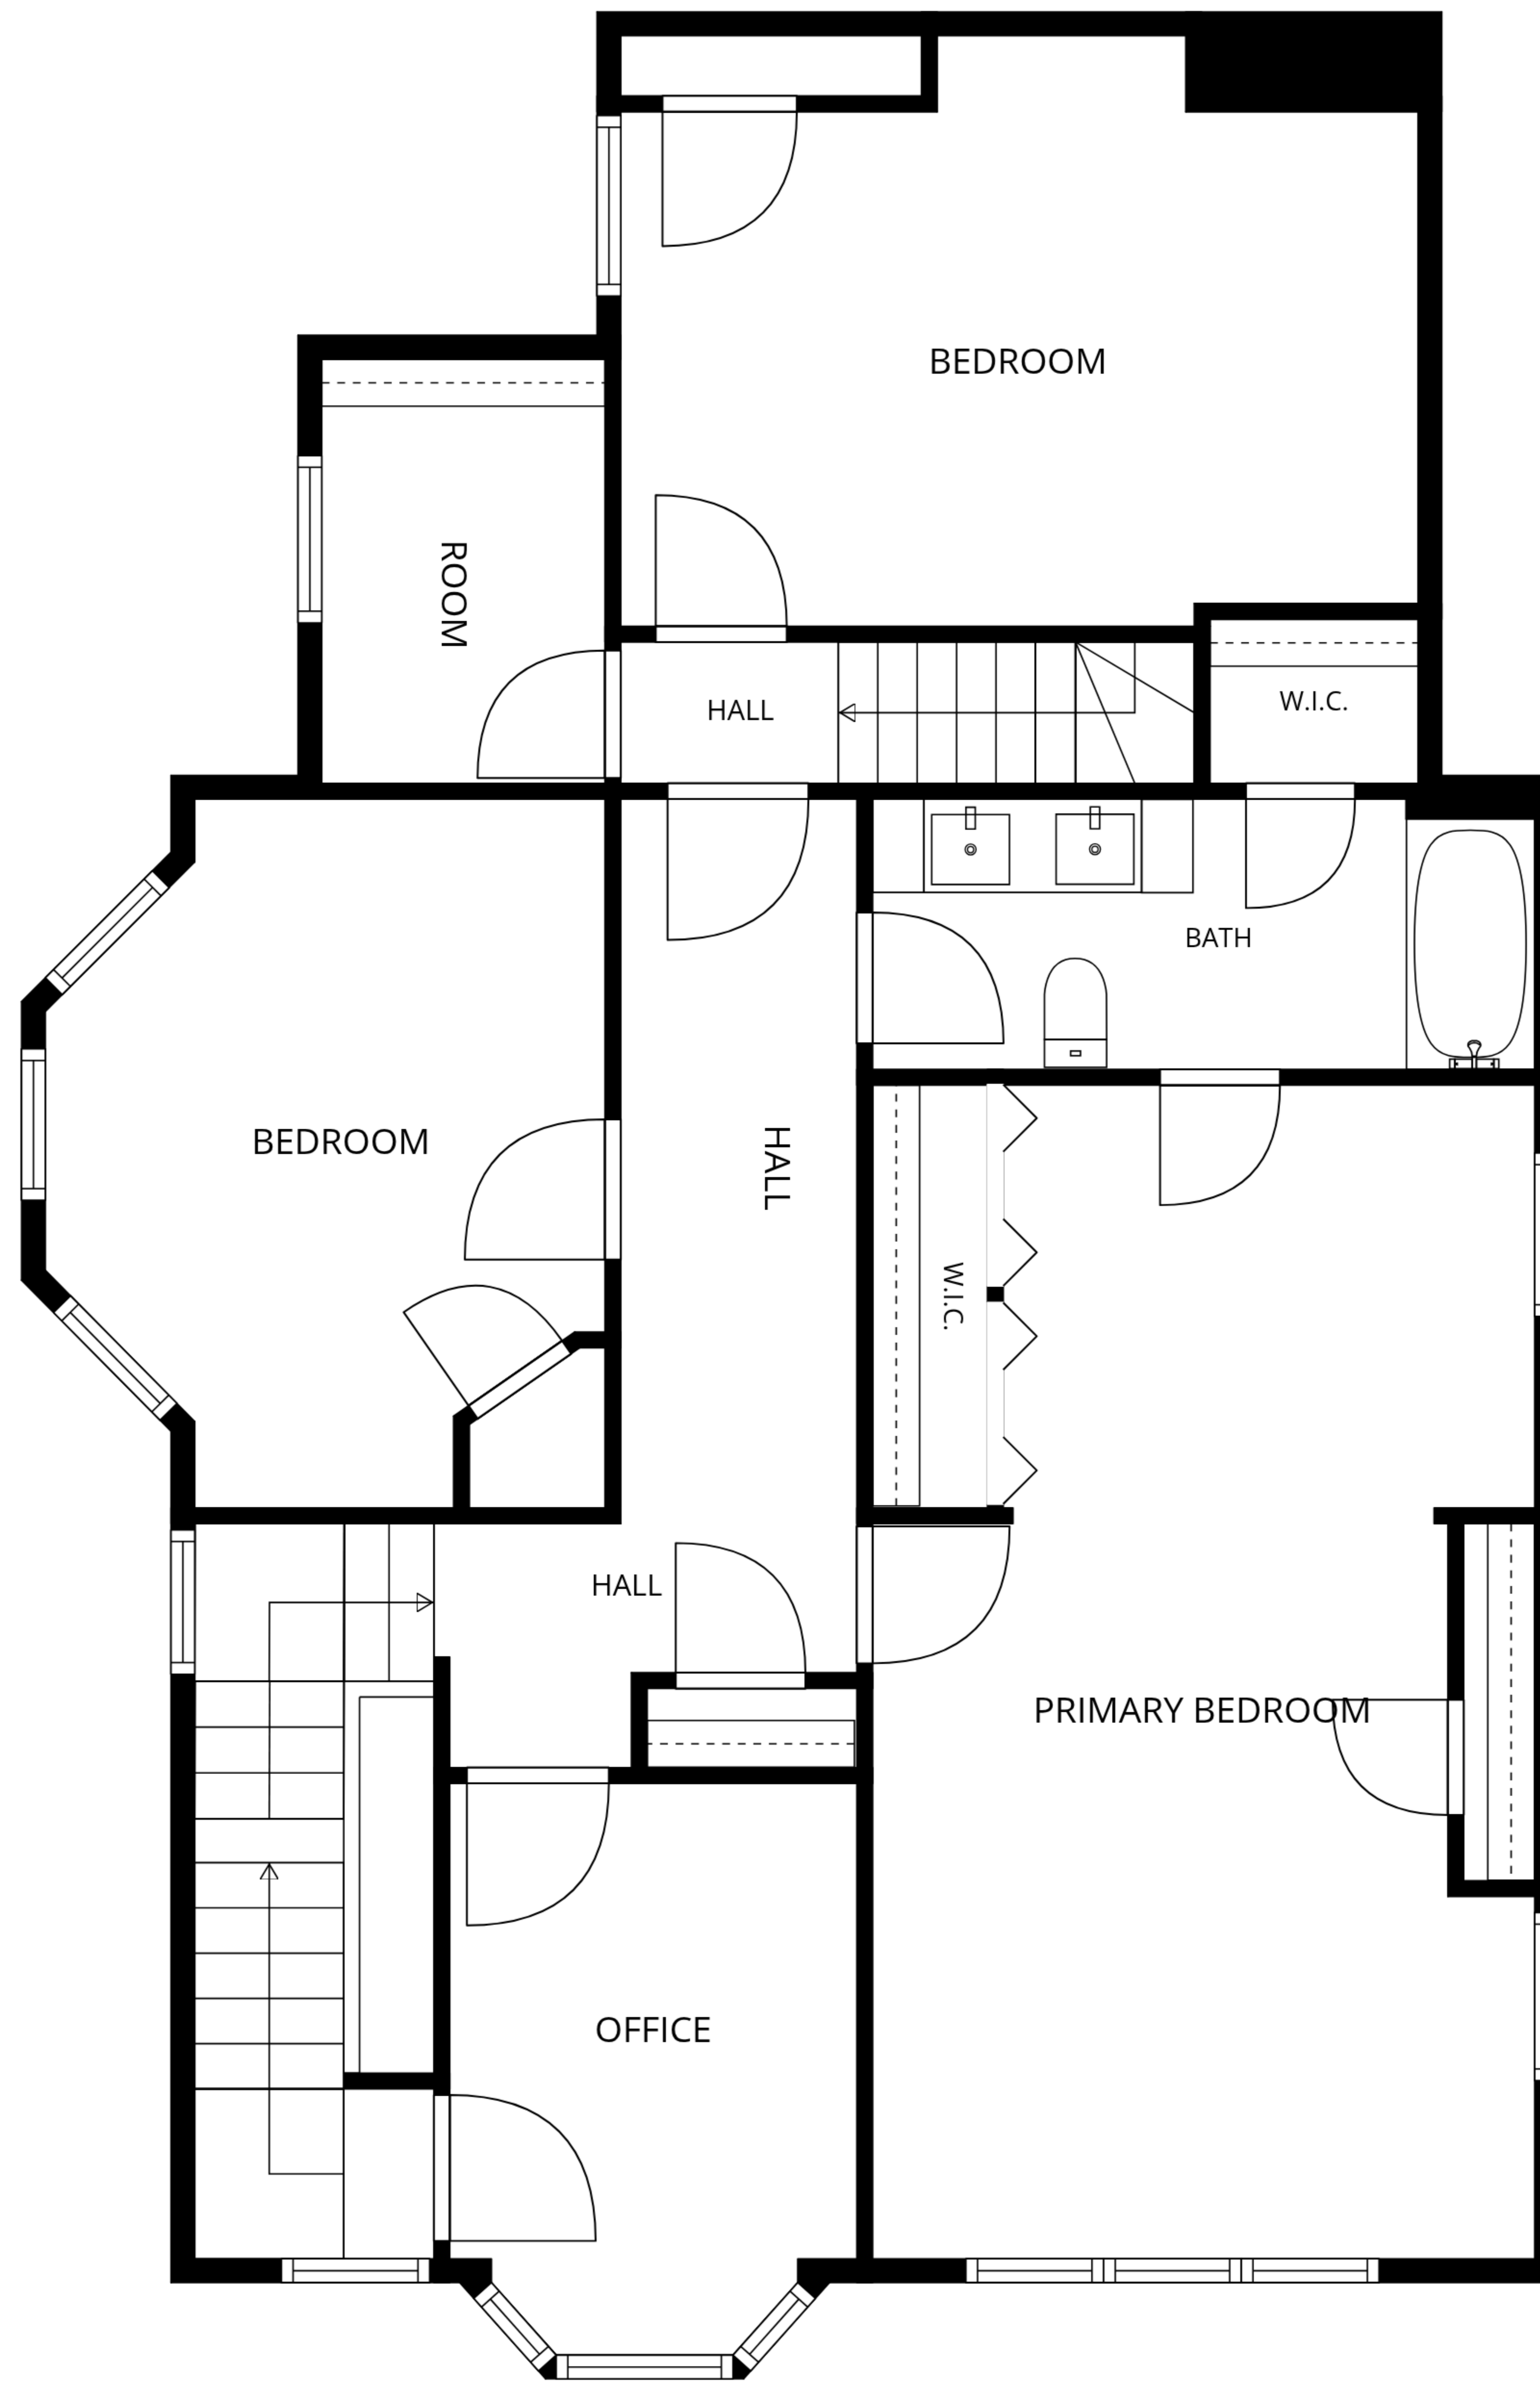 BEDROOM
ROOM
HALL
W.I.C.
BATH
BEDROOM
HALL
W.I.C.
HALL
PRIMARY BEDROOM
OFFICE